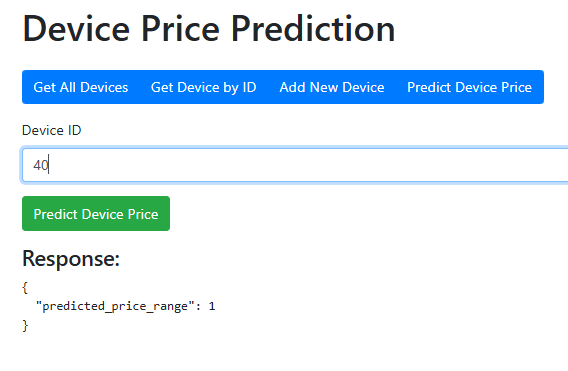 Device Price Prediction
Get All Devices Get Device by ID Add New Device Predict Device Price
Device ID
40
Predict Device Price
Response:
{
  "predicted_price_range": 1
}